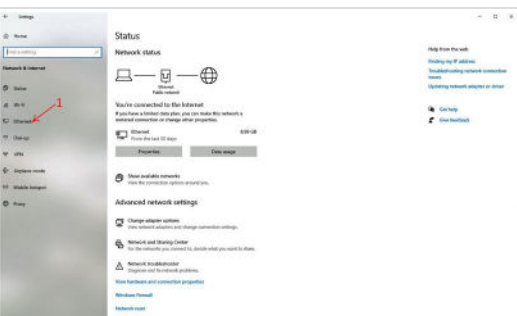 Settings
Home
Find a setting
Network & Internet
Status
Wi-Fi
Ethernet
Dial-up
VPN
Airplane mode
Mobile hotspot
Proxy
1
Status
Network status
Ethernet
Public network
You're connected to the Internet
If you have a limited data plan, you can make this network a
metered connection or change other properties.
Ethernet
From the last 30 days
Properties
Data usage
Show available networks
View the connection options around you.
Advanced network settings
Change adapter options
View network adapters and change connection settings.
Network and Sharing Center
For the networks you connect to, decide what you want to share.
Network troubleshooter
Diagnose and fix network problems.
View hardware and connection properties
Windows Firewall
Network reset
Help from the web
Finding my IP address
Troubleshooting network connection
issues
Updating network adapter or driver
Get help
Give feedback